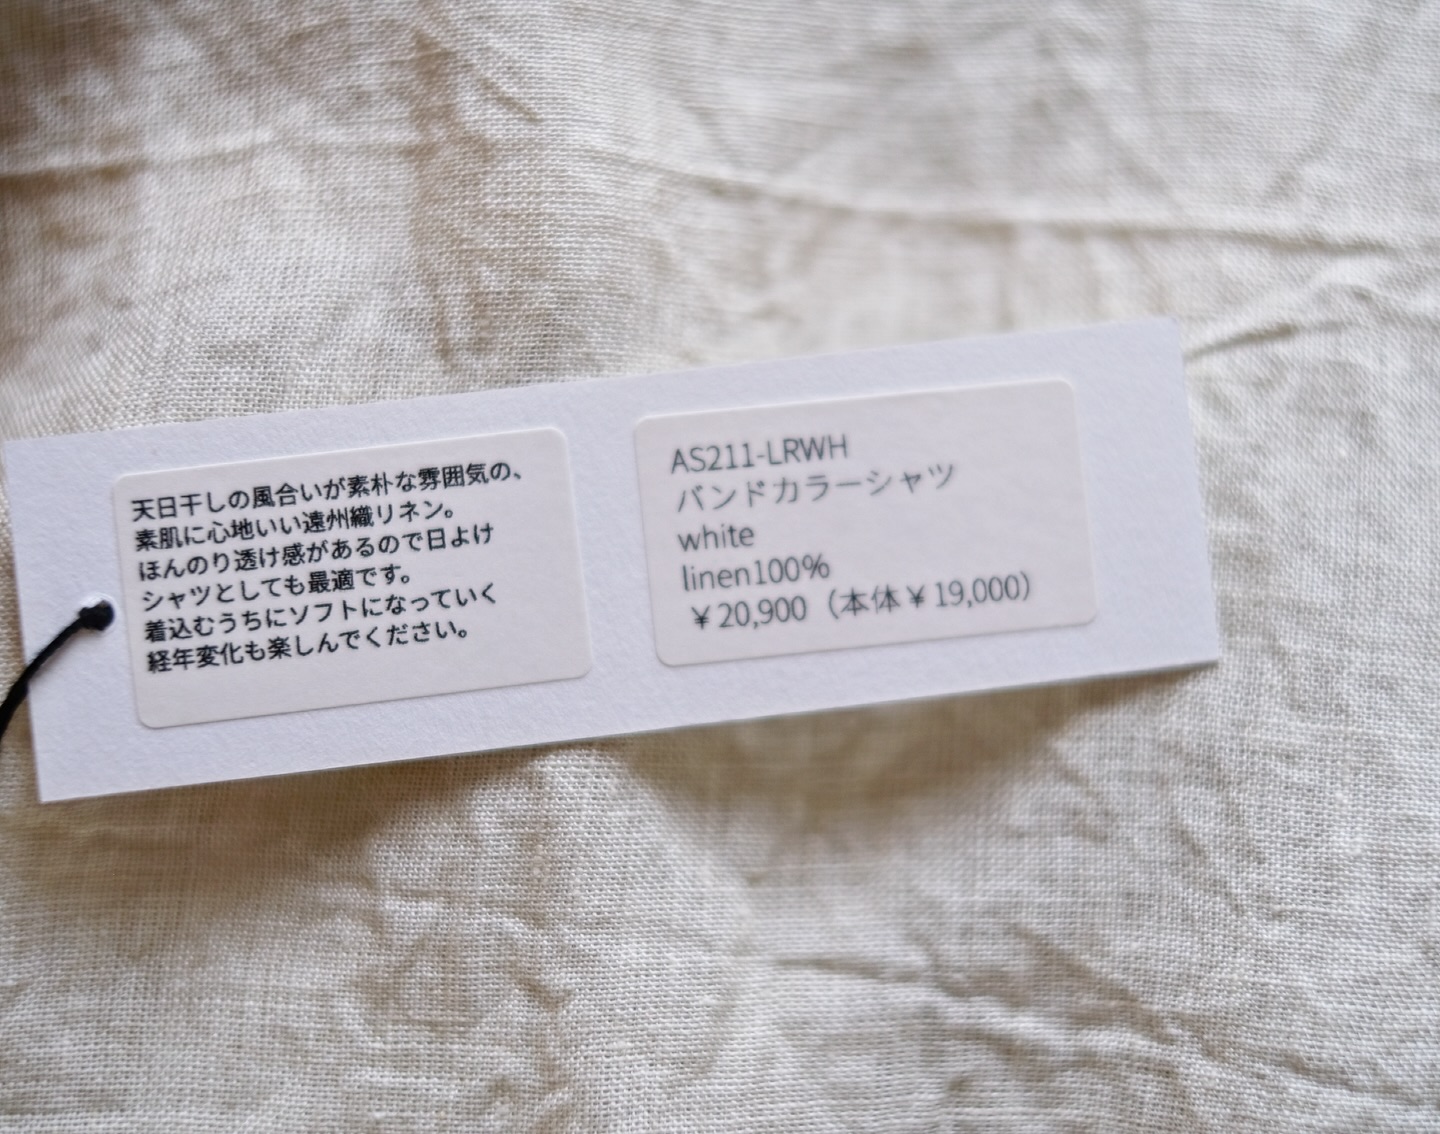 天日干しの風合いが素朴な雰囲気の、
素肌に心地いい遠州織リネン。
ほんのり透け感があるので日よけ
シャツとしても最適です。
着込むうちにソフトになっていく
経年変化も楽しんでください。
AS211-LRWH
バンドカラーシャツ
white
linen100%
￥20,900（本体￥19,000）